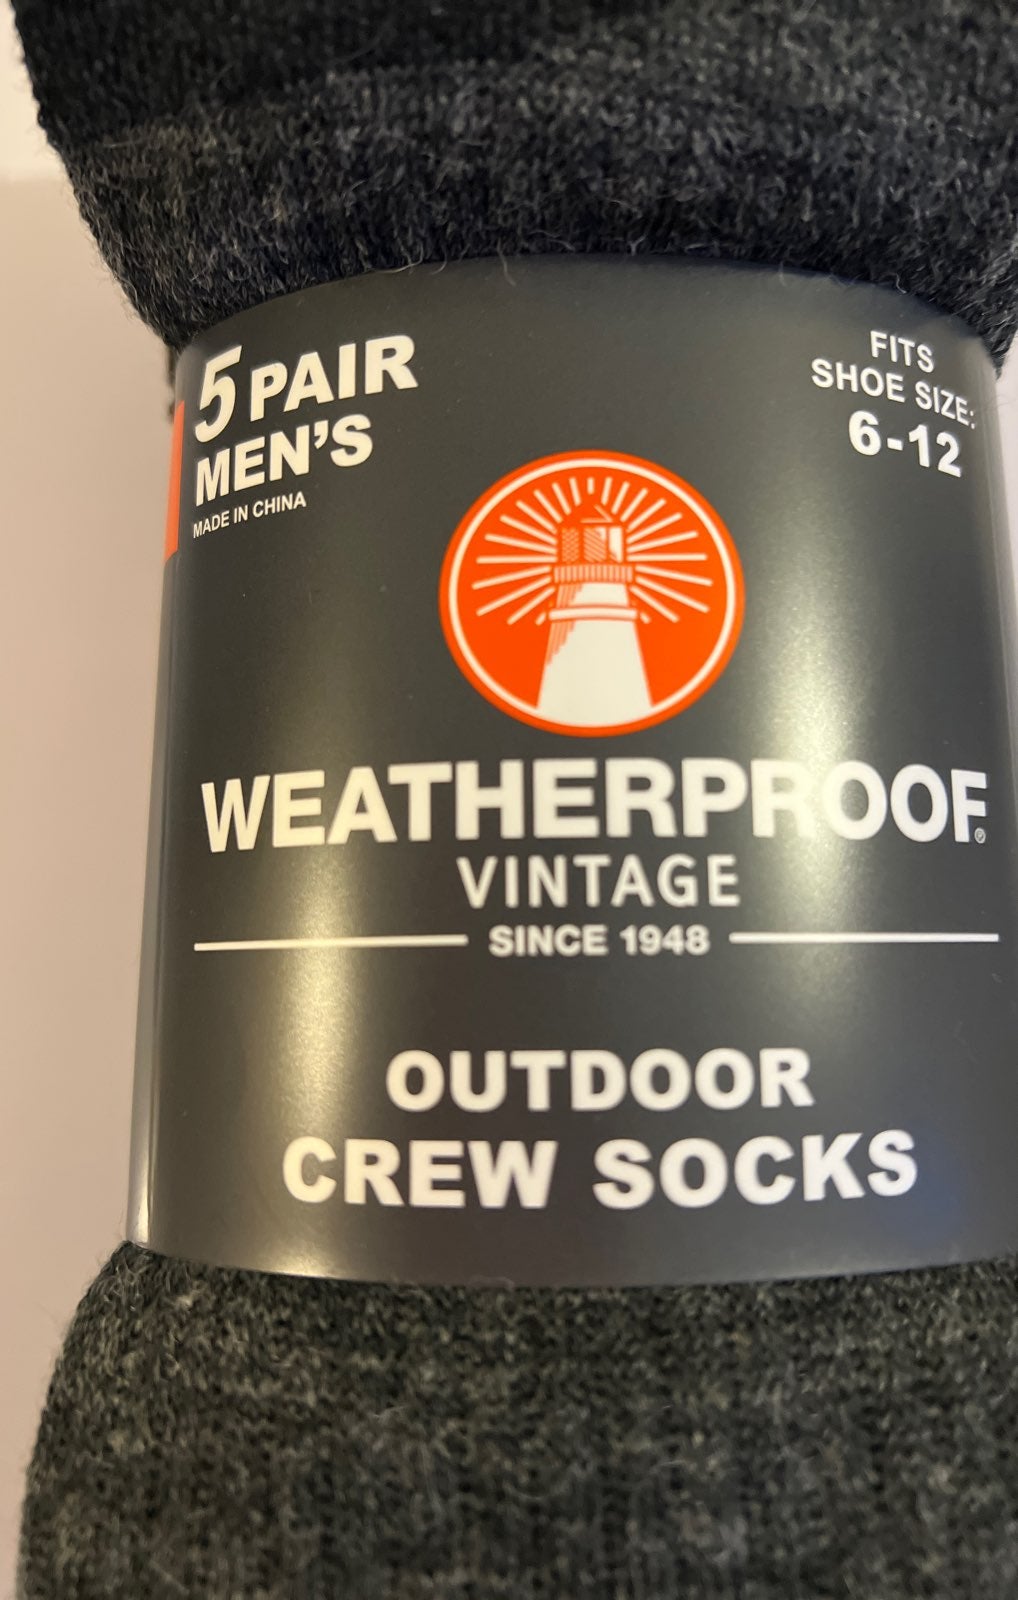 5 PAIR
MEN'S
MADE IN CHINA
FITS
SHOE SIZE:
6-12
WEATHERPROOF®
VINTAGE
SINCE 1948
OUTDOOR
CREW SOCKS